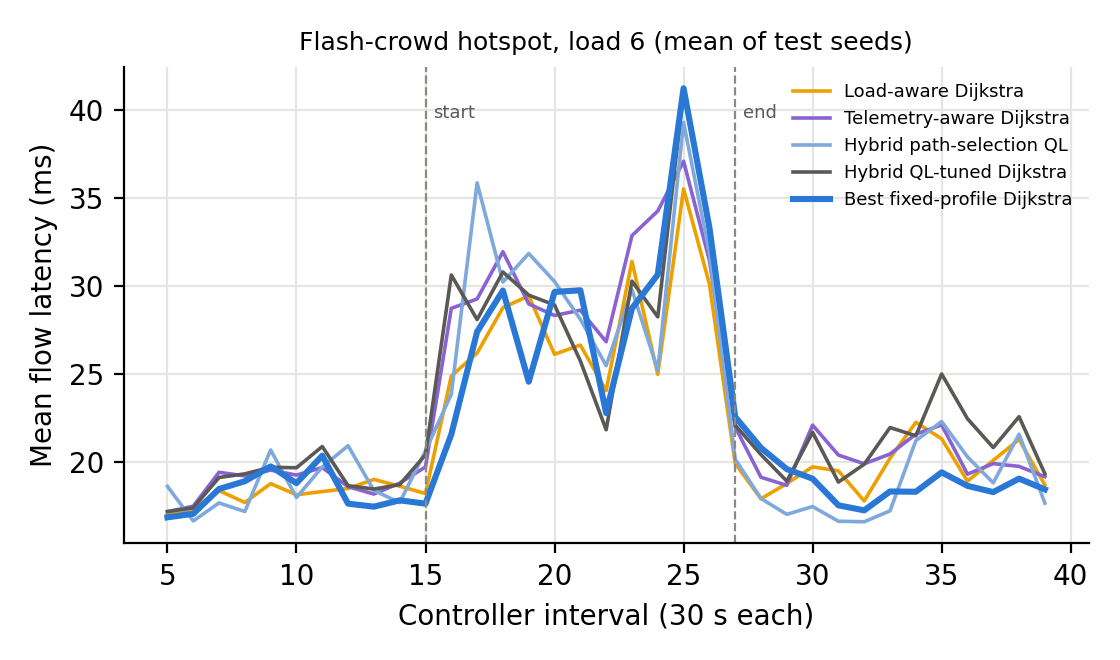 Flash-crowd hotspot, load 6 (mean of test seeds)
Mean flow latency (ms)
40
35
30
25
20
start
end
Load-aware Dijkstra
Telemetry-aware Dijkstra
Hybrid path-selection QL
Hybrid QL-tuned Dijkstra
Best fixed-profile Dijkstra
5 10 15 20 25 30 35 40
Controller interval (30 s each)